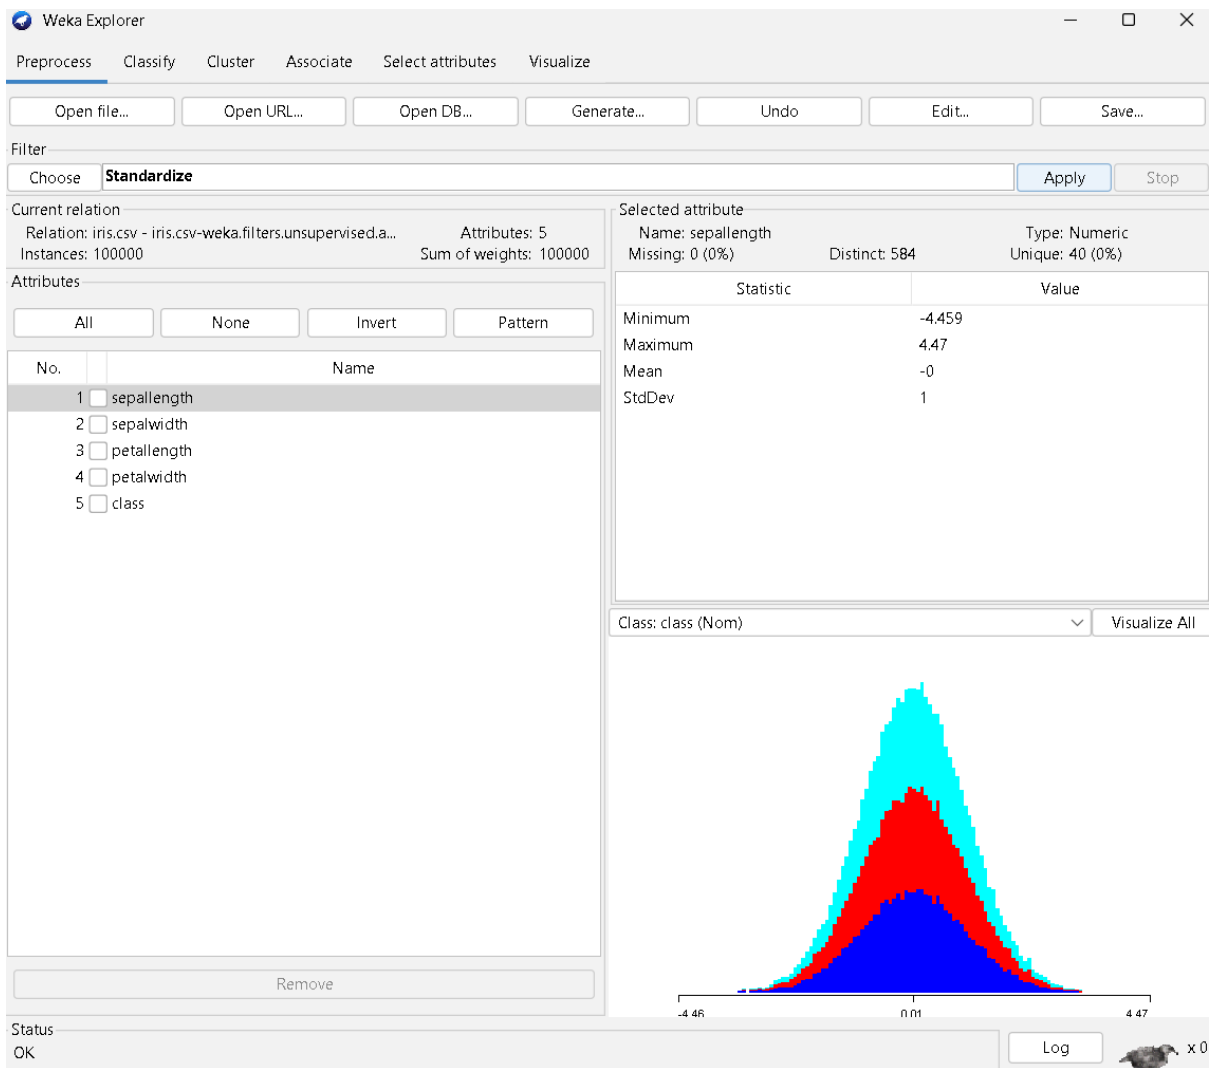 Weka Explorer
Preprocess Classify Cluster Associate Select attributes Visualize
Open file... Open URL... Open DB... Generate... Undo Edit... Save...
Filter
Choose Standardize Apply Stop
Current relation
Relation: iris.csv - iris.csv-weka.filters.unsupervised.a... Attributes: 5
Instances: 100000 Sum of weights: 100000
Attributes
All None Invert Pattern
No. Name
1 sepallength
2 sepalwidth
3 petallength
4 petalwidth
5 class
Remove
Selected attribute
Name: sepallength Type: Numeric
Missing: 0 (0%) Distinct: 584 Unique: 40 (0%)
Statistic Value
Minimum -4.459
Maximum 4.47
Mean -0
StdDev 1
Class: class (Nom) Visualize All
-4.46 0.01 4.47
Status
OK Log x 0